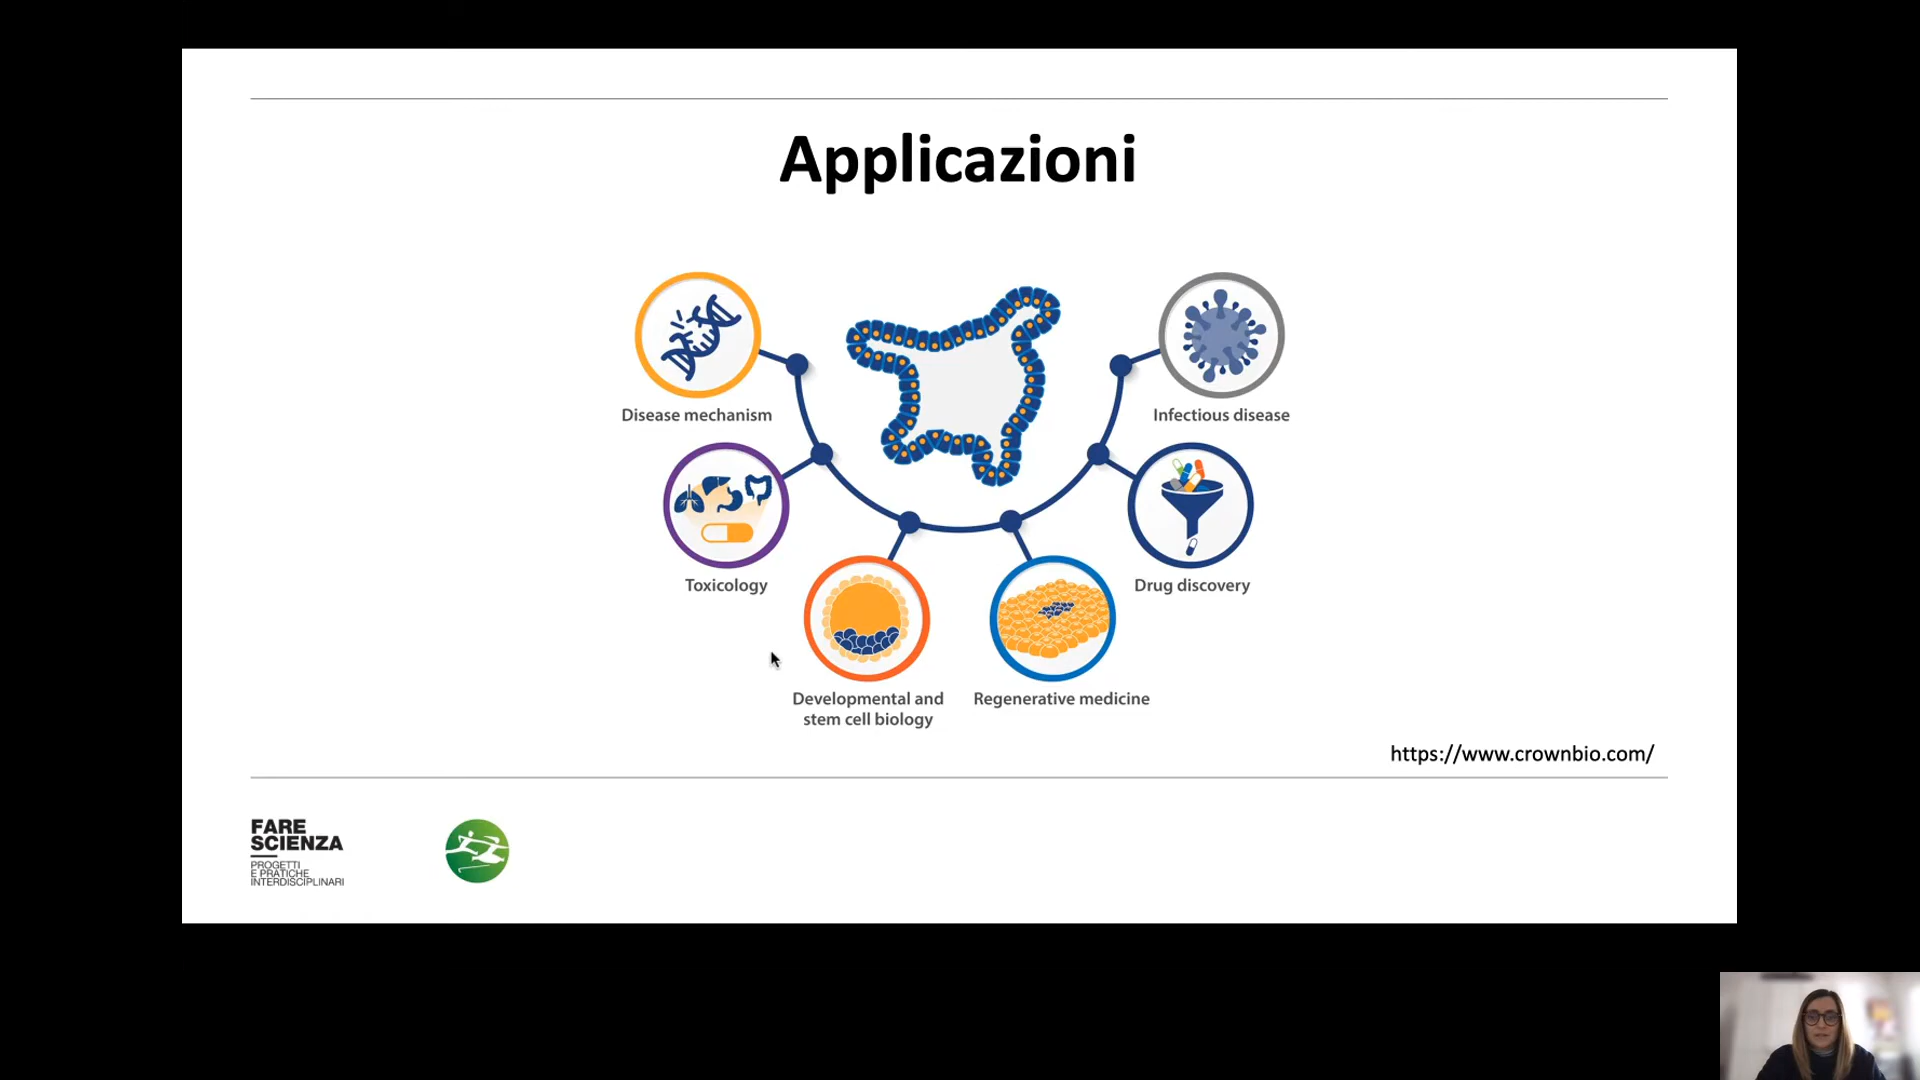 Applicazioni
Disease mechanism
Infectious disease
Toxicology
Drug discovery
Developmental and
stem cell biology
Regenerative medicine
https://www.crownbio.com/
FARE
SCIENZA
PROGETTI
E PRATICHE
INTERDISCIPLINARI